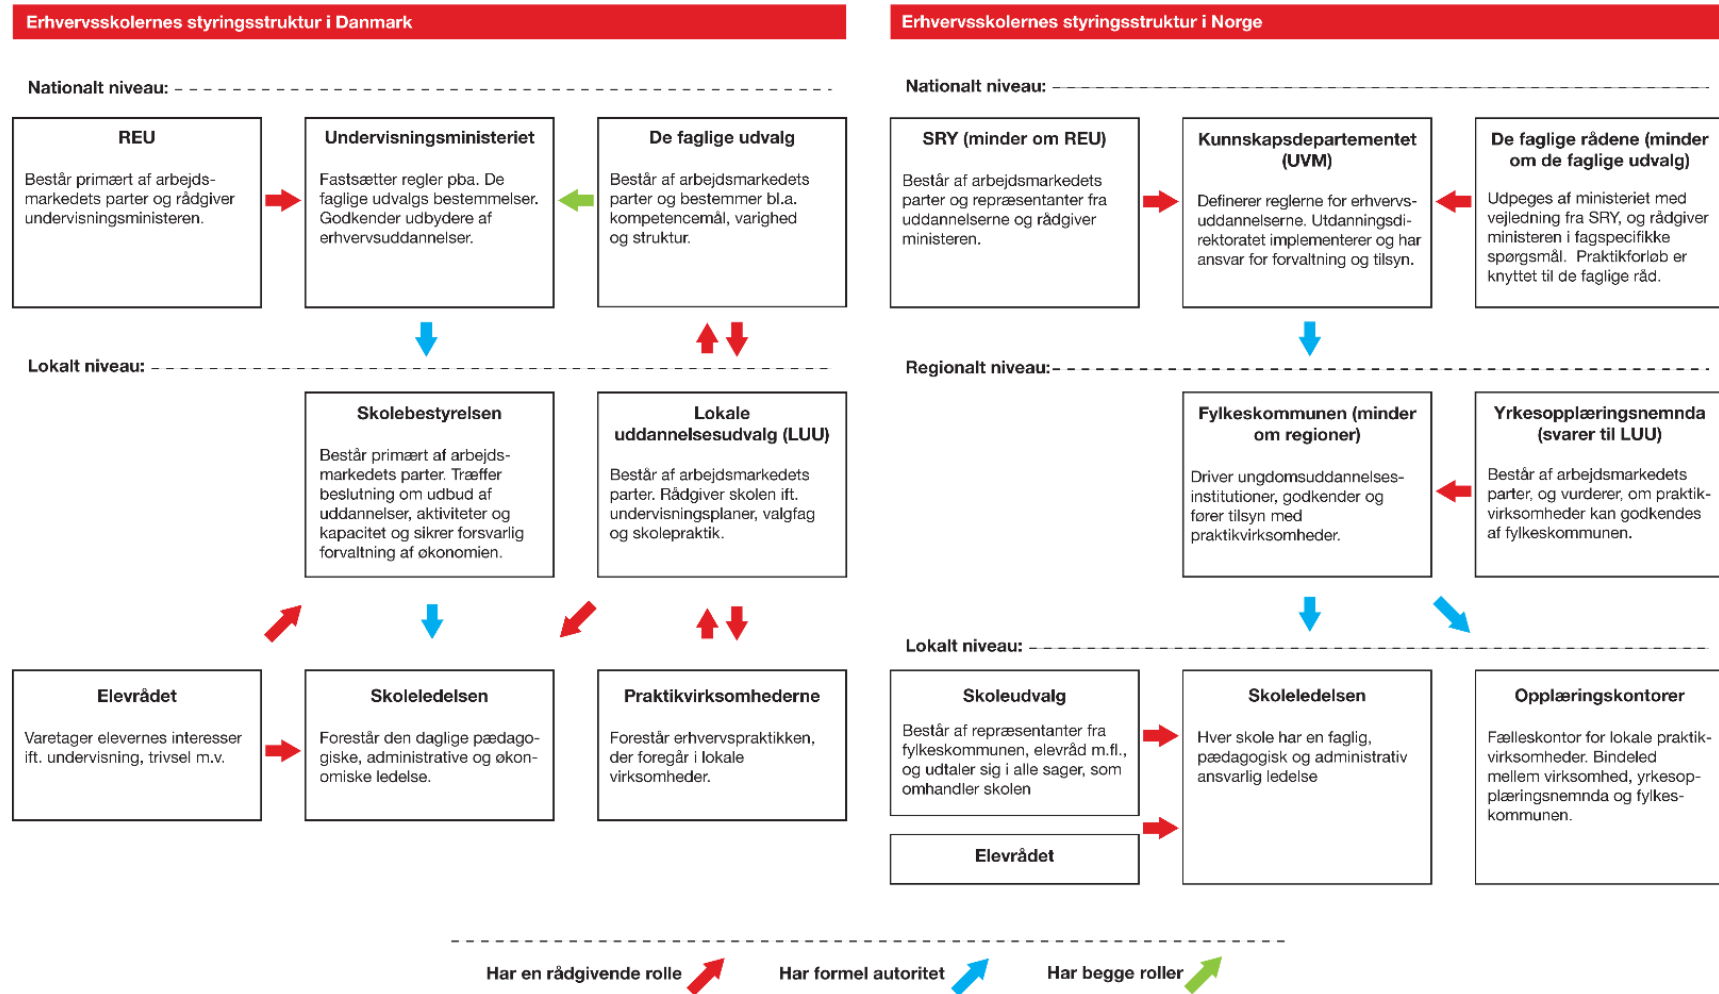 Erhvervsskolernes styringsstruktur i Danmark
Nationalt niveau:
REU
Består primært af arbejds-
markedets parter og rådgiver
undervisningsministeren.
Undervisningsministeriet
Fastsætter regler pba. De
faglige udvalgs bestemmelser.
Godkender udbydere af
erhvervsuddannelser.
De faglige udvalg
Består af arbejdsmarkedets
parter og bestemmer bl.a.
kompetencemål, varighed
og struktur.
Lokalt niveau:
Skolebestyrelsen
Består primært af arbejds-
markedets parter. Træffer
beslutning om udbud af
uddannelser, aktiviteter og
kapacitet og sikrer forsvarlig
forvaltning af økonomien.
Lokale
uddannelsesudvalg (LUU)
Består af arbejdsmarkedets
parter. Rådgiver skolen ift.
undervisningsplaner, valgfag
og skolepraktik.
Elevrådet
Varetager elevernes interesser
ift. undervisning, trivsel m.v.
Skoleledelsen
Forestår den daglige pædago-
giske, administrative og økon-
omiske ledelse.
Praktikvirksomhederne
Forestår erhvervspraktikken,
der foregår i lokale
virksomheder.
Erhvervsskolernes styringsstruktur i Norge
Nationalt niveau:
SRY (minder om REU)
Består af arbejdsmarkedets
parter og repræsentanter fra
uddannelserne og rådgiver
ministeren.
Kunnskapsdepartementet
(UVM)
Definerer reglerne for erhvervs-
uddannelserne. Utdanningsdi-
rektoratet implementerer og har
ansvar for forvaltning og tilsyn.
De faglige rådene (minder
om de faglige udvalg)
Udpeges af ministeriet med
vejledning fra SRY, og rådgiver
ministeren i fagspecifikke
spørgsmål. Praktikforløb er
knyttet til de faglige råd.
Regionalt niveau:
Fylkeskommunen (minder
om regioner)
Driver ungdomsuddannelses-
institutioner, godkender og
fører tilsyn med
praktikvirksomheder.
Yrkesopplæringsnemnda
(svarer til LUU)
Består af arbejdsmarkedets
parter, og vurderer, om praktik-
virksomheder kan godkendes
af fylkeskommunen.
Lokalt niveau:
Skoleudvalg
Består af repræsentanter fra
fylkeskommunen, elevråd m.fl.,
og udtaler sig i alle sager, som
omhandler skolen
Elevrådet
Skoleledelsen
Hver skole har en faglig,
pædagogisk og administrativ
ansvarlig ledelse
Opplæringskontorer
Fælleskontor for lokale praktik-
virksomheder. Bindeled
mellem virksomhed, yrkesop-
plæringsnemnda og fylkes-
kommunen.
Har en rådgivende rolle
Har formel autoritet
Har begge roller